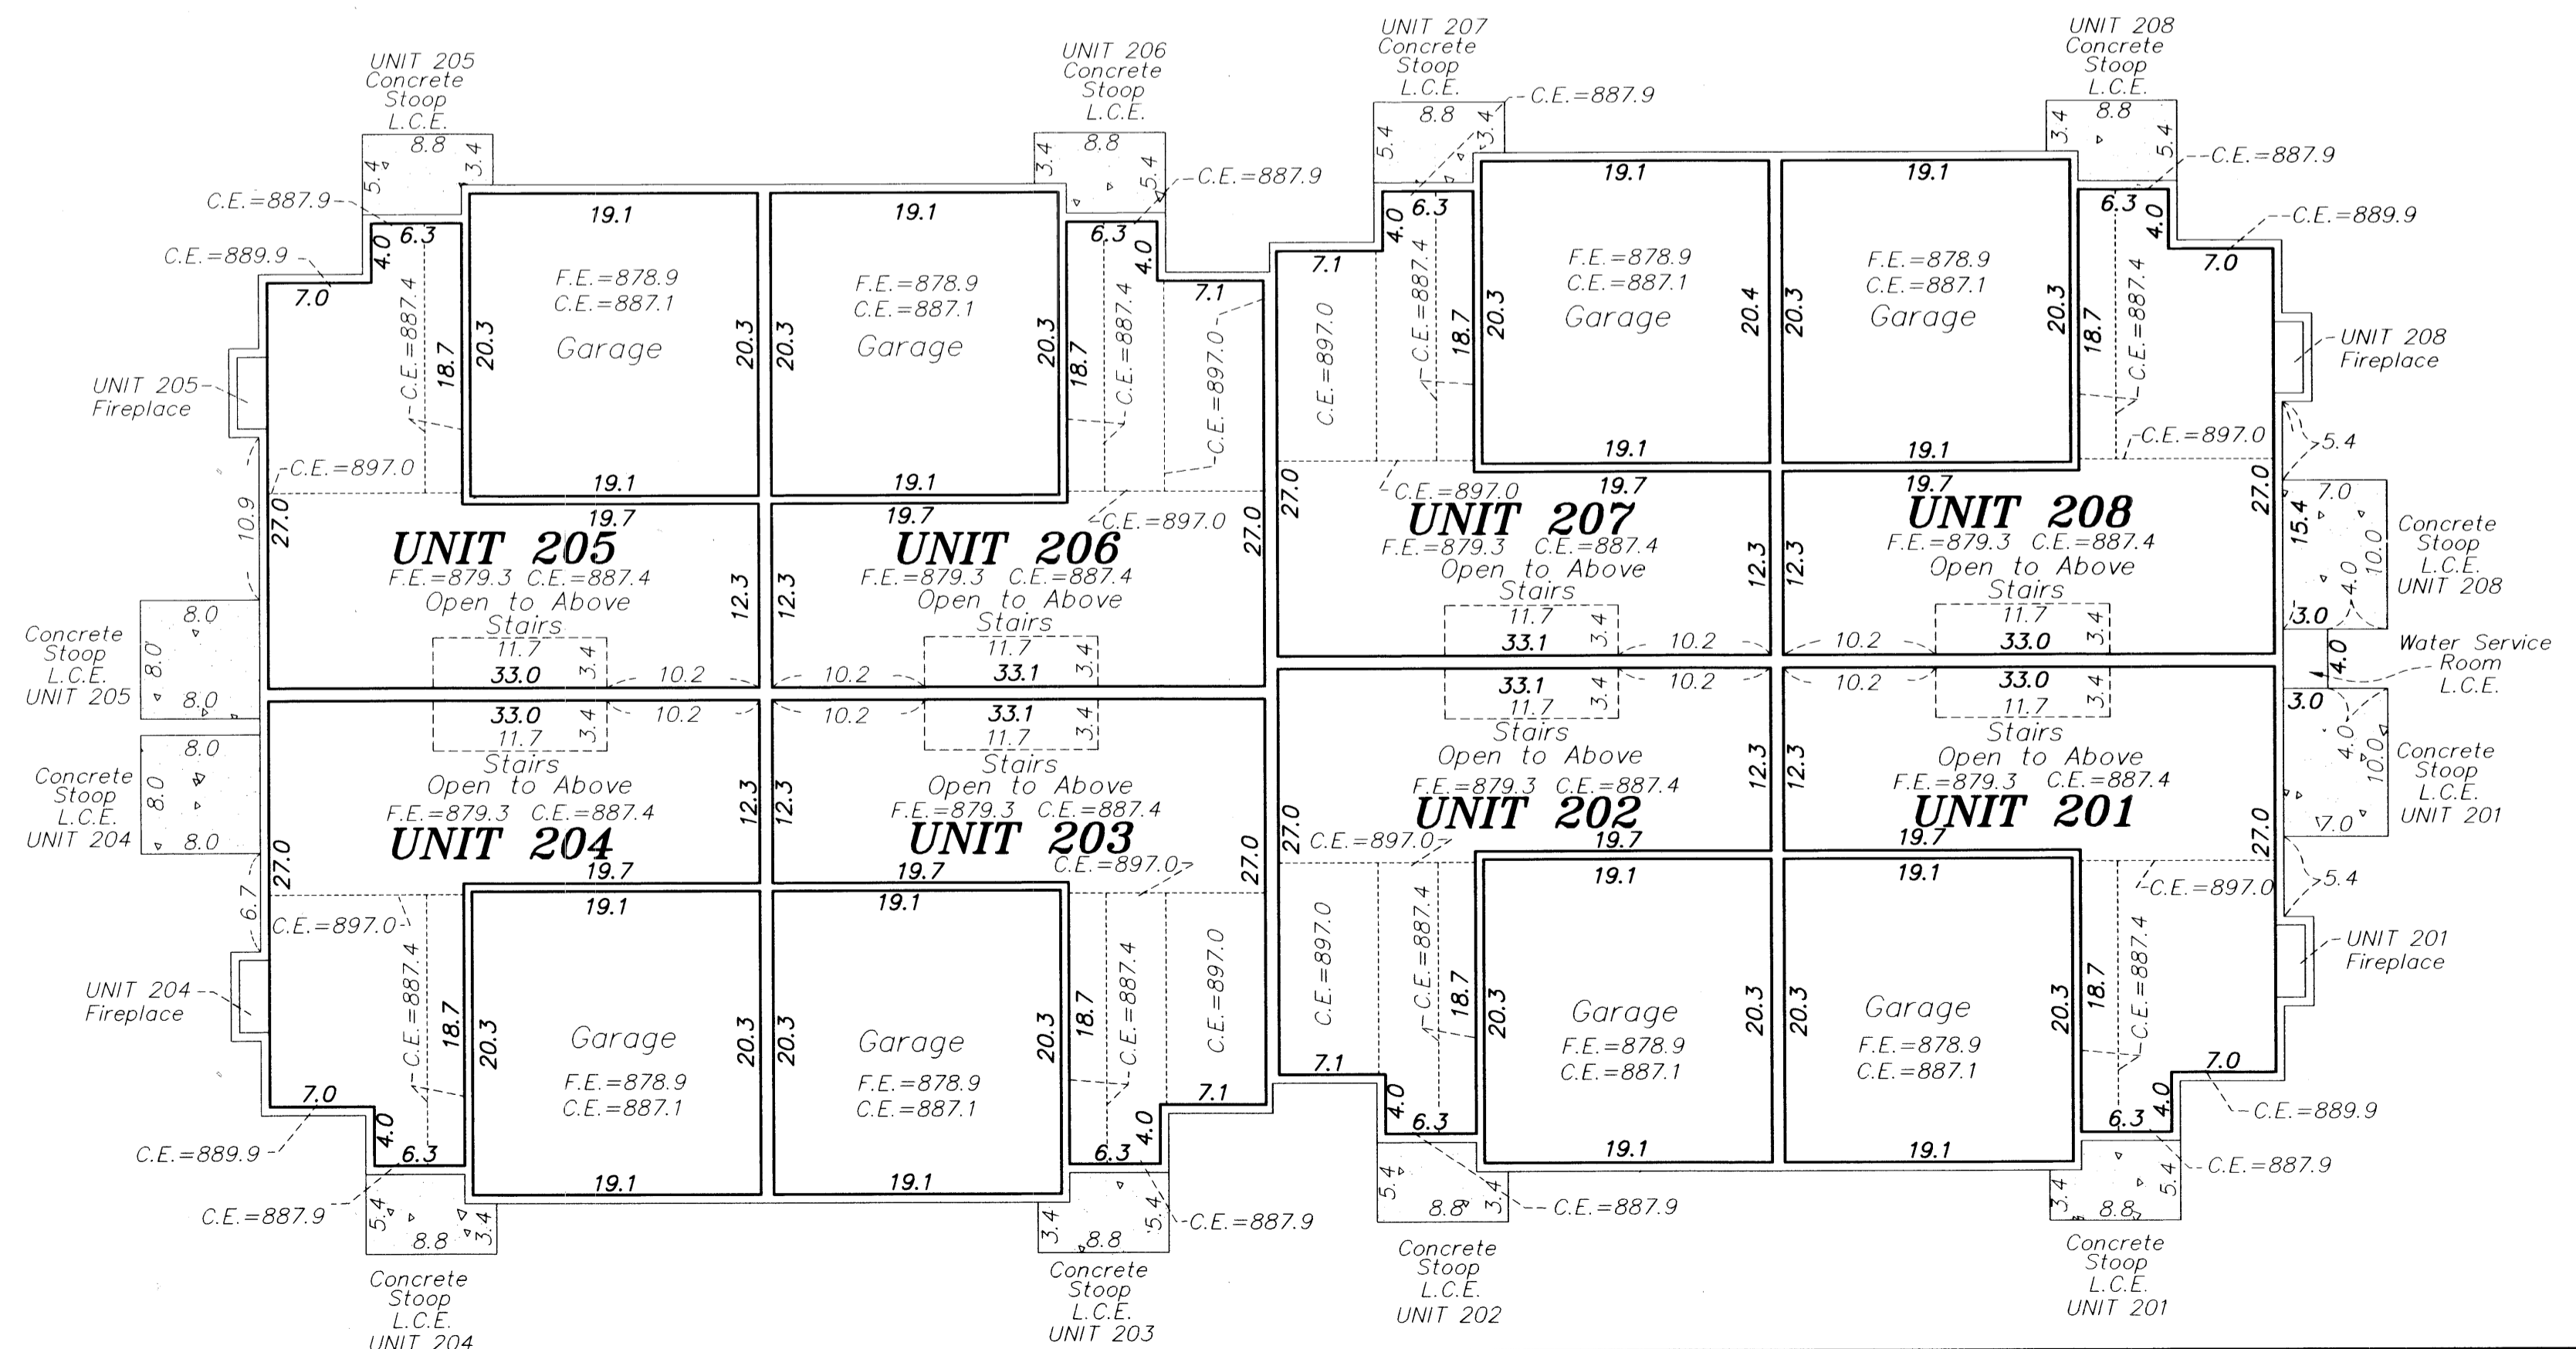 UNIT 205
Concrete
Stoop
L.C.E.
8.8
5.4
3.4
UNIT 206
Concrete
Stoop
L.C.E.
8.8
3.4
5.4
UNIT 207
Concrete
Stoop
L.C.E.
8.8
5.4
3.4
UNIT 208
Concrete
Stoop
L.C.E.
8.8
3.4
5.4
C.E.=887.9
C.E.=889.9
7.0
4.0
6.3
C.E.=887.4
18.7
19.1
F.E.=878.9
C.E.=887.1
Garage
20.3
20.3
19.1
19.7
UNIT 205
Fireplace
C.E.=897.0
10.9
27.0
UNIT 205
F.E.=879.3 C.E.=887.4
Open to Above
Stairs
11.7
3.4
33.0
10.2
12.3
Concrete
Stoop
L.C.E.
UNIT 205
8.0
8.0
8.0
C.E.=887.9
19.1
F.E.=878.9
C.E.=887.1
Garage
20.3
20.3
19.1
19.7
6.3
4.0
7.1
18.7
C.E.=887.4
C.E.=897.0
C.E.=897.0
27.0
UNIT 206
F.E.=879.3 C.E.=887.4
Open to Above
Stairs
11.7
3.4
33.1
10.2
12.3
C.E.=887.9
7.1
4.0
6.3
C.E.=897.0
C.E.=887.4
18.7
19.1
F.E.=878.9
C.E.=887.1
Garage
20.3
20.4
19.1
19.7
C.E.=897.0
27.0
UNIT 207
F.E.=879.3 C.E.=887.4
Open to Above
Stairs
11.7
3.4
33.1
10.2
12.3
C.E.=887.9
C.E.=889.9
19.1
F.E.=878.9
C.E.=887.1
Garage
20.3
20.3
19.1
19.7
6.3
4.0
7.0
18.7
C.E.=887.4
C.E.=897.0
UNIT 208
Fireplace
5.4
27.0
UNIT 208
F.E.=879.3 C.E.=887.4
Open to Above
Stairs
11.7
3.4
33.0
10.2
12.3
15.4
7.0
10.0
4.0
3.0
Concrete
Stoop
L.C.E.
UNIT 208
Water Service
Room
L.C.E.
4.0
3.0
4.0
10.0
7.0
Concrete
Stoop
L.C.E.
UNIT 201
5.4
Concrete
Stoop
L.C.E.
UNIT 204
8.0
8.0
8.0
33.0
11.7
3.4
10.2
Stairs
Open to Above
F.E.=879.3 C.E.=887.4
UNIT 204
12.3
27.0
19.7
6.7
C.E.=897.0
C.E.=887.4
18.7
UNIT 204
Fireplace
19.1
20.3
20.3
Garage
F.E.=878.9
C.E.=887.1
19.1
7.0
4.0
6.3
C.E.=889.9
C.E.=887.9
5.4
3.4
8.8
Concrete
Stoop
L.C.E.
UNIT 204
33.1
11.7
3.4
10.2
Stairs
Open to Above
F.E.=879.3 C.E.=887.4
UNIT 203
12.3
27.0
19.7
C.E.=897.0
19.1
20.3
20.3
Garage
F.E.=878.9
C.E.=887.1
19.1
18.7
C.E.=887.4
C.E.=897.0
7.1
4.0
6.3
C.E.=887.9
3.4
5.4
8.8
Concrete
Stoop
L.C.E.
UNIT 203
33.1
11.7
3.4
10.2
Stairs
Open to Above
F.E.=879.3 C.E.=887.4
UNIT 202
12.3
27.0
C.E.=897.0
19.7
C.E.=897.0
C.E.=887.4
18.7
19.1
20.3
20.3
Garage
F.E.=878.9
C.E.=887.1
19.1
7.1
4.0
6.3
C.E.=887.9
5.4
3.4
8.8
Concrete
Stoop
L.C.E.
UNIT 202
33.0
11.7
3.4
10.2
Stairs
Open to Above
F.E.=879.3 C.E.=887.4
UNIT 201
12.3
27.0
19.7
C.E.=897.0
19.1
20.3
20.3
Garage
F.E.=878.9
C.E.=887.1
19.1
18.7
C.E.=887.4
UNIT 201
Fireplace
7.0
4.0
6.3
C.E.=889.9
C.E.=887.9
3.4
5.4
8.8
Concrete
Stoop
L.C.E.
UNIT 201